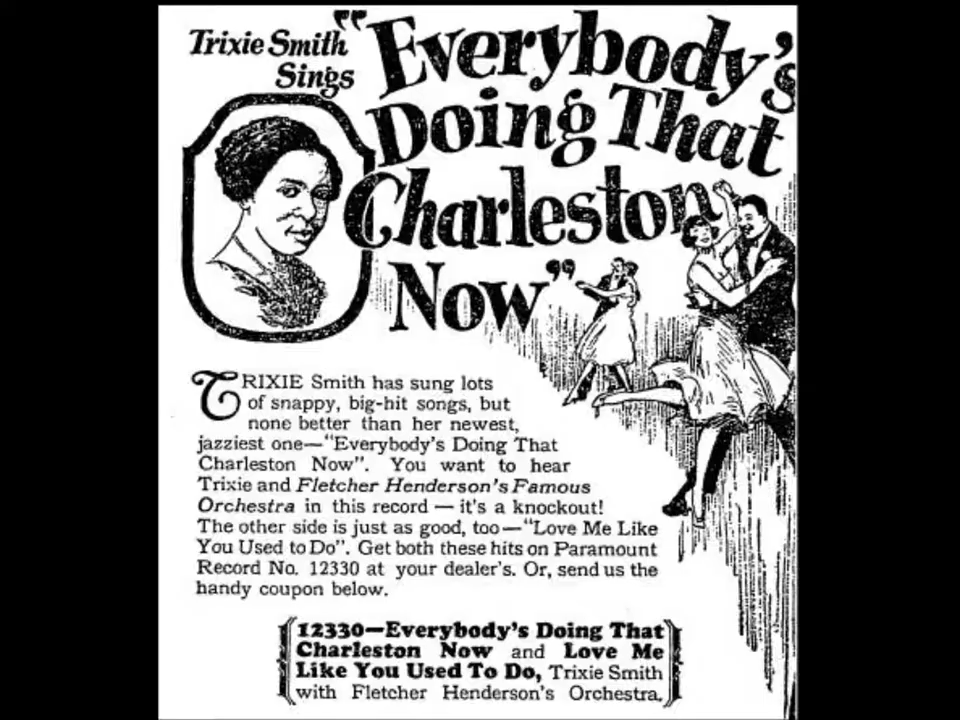 Trixie Smith
Sings
"Everybody's
Doing That
Charleston
Now"
TRIXIE Smith has sung lots
of snappy, big-hit songs, but
none better than her newest,
jazziest one—"Everybody's Doing That
Charleston Now". You want to hear
Trixie and Fletcher Henderson's Famous
Orchestra in this record — it's a knockout!
The other side is just as good, too—"Love Me Like
You Used to Do". Get both these hits on Paramount
Record No. 12330 at your dealer's. Or, send us the
handy coupon below.
12330—Everybody's Doing That
Charleston Now and Love Me
Like You Used To Do, Trixie Smith
with Fletcher Henderson's Orchestra.